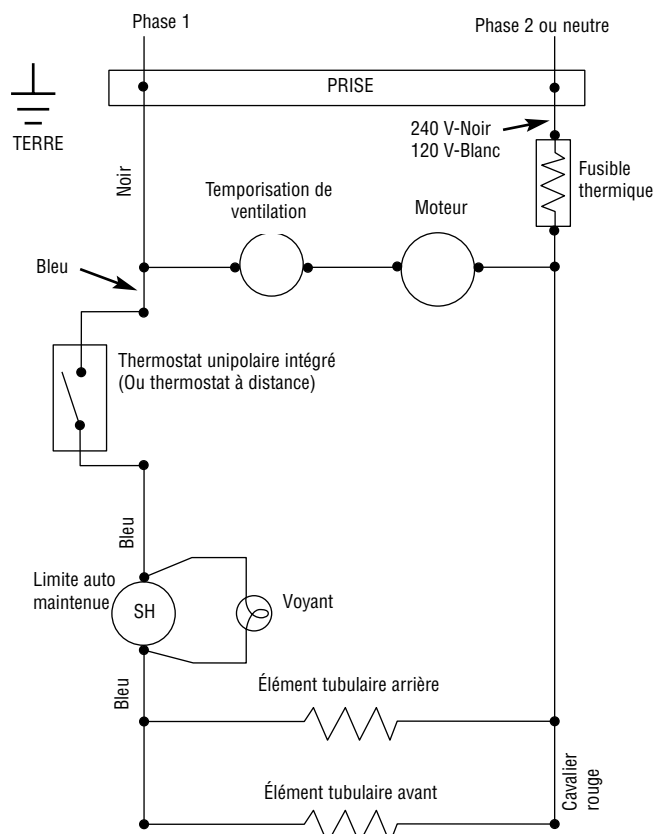 Phase 1
Phase 2 ou neutre
PRISE
TERRE
240 V-Noir
120 V-Blanc
Noir
Temporisation de
ventilation
Moteur
Fusible
thermique
Bleu
Thermostat unipolaire intégré
(Ou thermostat à distance)
Bleu
Limite auto
maintenue
SH
Voyant
Bleu
Élément tubulaire arrière
Élément tubulaire avant
Cavalier
rouge